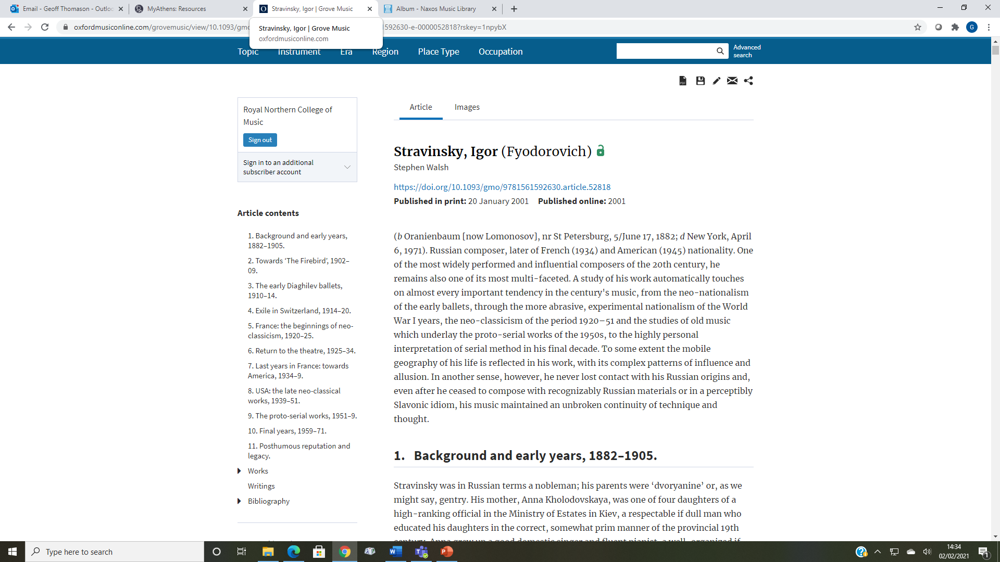 Email - Geoff Thomason - Outloo
MyAthens: Resources
Stravinsky, Igor | Grove Music
Album - Naxos Music Library
oxfordmusiconline.com/grovemusic/view/10.1093/gmo
1592630-e-0000052818?rskey=1npybX
G
Stravinsky, Igor | Grove Music
oxfordmusiconline.com
Topic
Instrument
Era
Region
Place Type
Occupation
Advanced
search
PDF
Royal Northern College of
Music
Sign out
Sign in to an additional
subscriber account
Article contents
1. Background and early years,
1882–1905.
2. Towards ‘The Firebird’, 1902–
09.
3. The early Diaghilev ballets,
1910–14.
4. Exile in Switzerland, 1914–20.
5. France: the beginnings of neo-
classicism, 1920–25.
6. Return to the theatre, 1925–34.
7. Last years in France: towards
America, 1934–9.
8. USA: the late neo-classical
works, 1939–51.
9. The proto-serial works, 1951–9.
10. Final years, 1959–71.
11. Posthumous reputation and
legacy.
Works
Writings
Bibliography
Article
Images
Stravinsky, Igor (Fyodorovich)
Stephen Walsh
https://doi.org/10.1093/gmo/9781561592630.article.52818
Published in print: 20 January 2001 Published online: 2001
(b Oranienbaum [now Lomonosov], nr St Petersburg, 5/June 17, 1882; d New York, April
6, 1971). Russian composer, later of French (1934) and American (1945) nationality. One
of the most widely performed and influential composers of the 20th century, he
remains also one of its most multi-faceted. A study of his work automatically touches
on almost every important tendency in the century's music, from the neo-nationalism
of the early ballets, through the more abrasive, experimental nationalism of the World
War I years, the neo-classicism of the period 1920–51 and the studies of old music
which underlay the proto-serial works of the 1950s, to the highly personal
interpretation of serial method in his final decade. To some extent the mobile
geography of his life is reflected in his work, with its complex patterns of influence and
allusion. In another sense, however, he never lost contact with his Russian origins and,
even after he ceased to compose with recognizably Russian materials or in a perceptibly
Slavonic idiom, his music maintained an unbroken continuity of technique and
thought.
1. Background and early years, 1882–1905.
Stravinsky was in Russian terms a nobleman; his parents were ‘dvoryanine’ or, as we
might say, gentry. His mother, Anna Kholodovskaya, was one of four daughters of a
high-ranking official in the Ministry of Estates in Kiev, a respectable if dull man who
educated his daughters in the correct, somewhat prim manner of the provincial 19th
century. Anna grew up a good domestic singer and fluent pianist, a well-organized if
Type here to search
14:34
02/02/2021
1